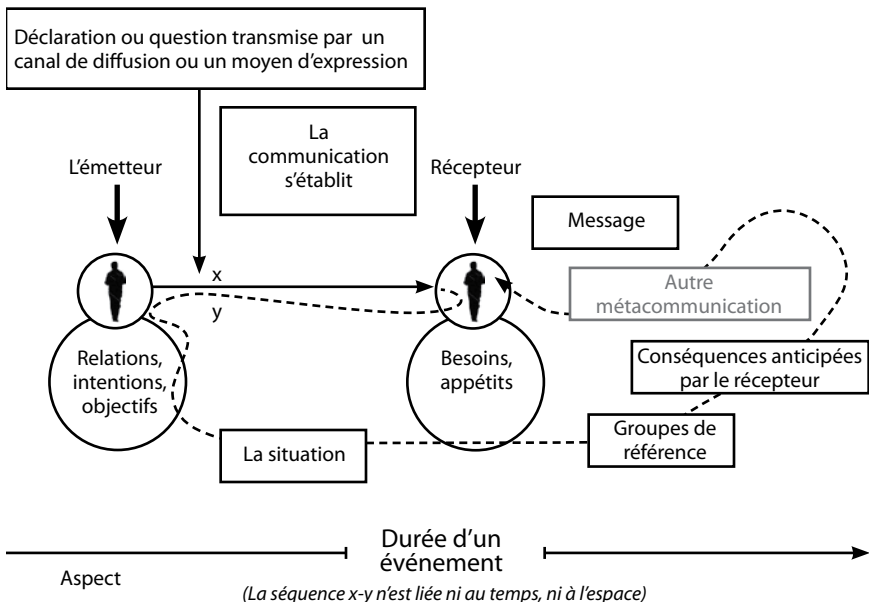 Déclaration ou question transmise par un
canal de diffusion ou un moyen d'expression
La
communication
s'établit
L'émetteur
Récepteur
Message
x
y
Autre
métacommunication
Relations,
intentions,
objectifs
Besoins,
appétits
Conséquences anticipées
par le récepteur
Groupes de
référence
La situation
Durée d'un
événement
Aspect
(La séquence x-y n'est liée ni au temps, ni à l'espace)